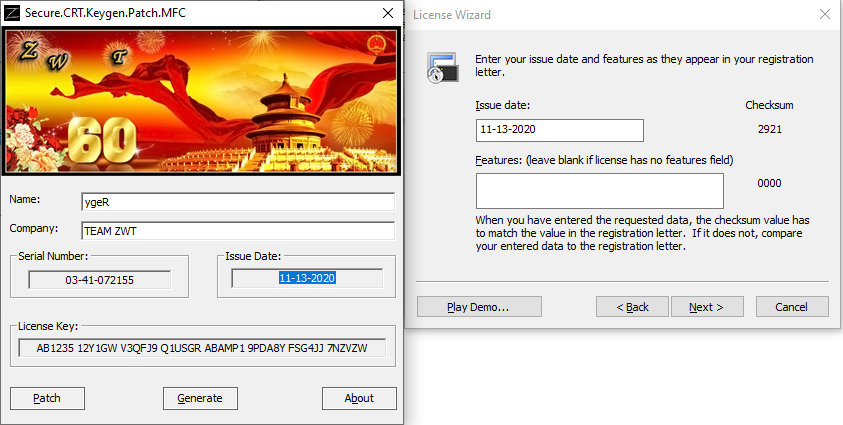 Secure.CRT.Keygen.Patch.MFC
Z W T
60
Name:
ygeR
Company:
TEAM ZWT
Serial Number:
03-41-072155
Issue Date:
11-13-2020
License Key:
AB1235 12Y1GW V3QFJ9 Q1USGR ABAMP1 9PDA8Y FSG4JJ 7NZVZW
Patch
Generate
About
License Wizard
Enter your issue date and features as they appear in your registration
letter.
Issue date:
Checksum
11-13-2020
2921
Features: (leave blank if license has no features field)
0000
When you have entered the requested data, the checksum value has
to match the value in the registration letter. If it does not, compare
your entered data to the registration letter.
Play Demo...
< Back
Next >
Cancel